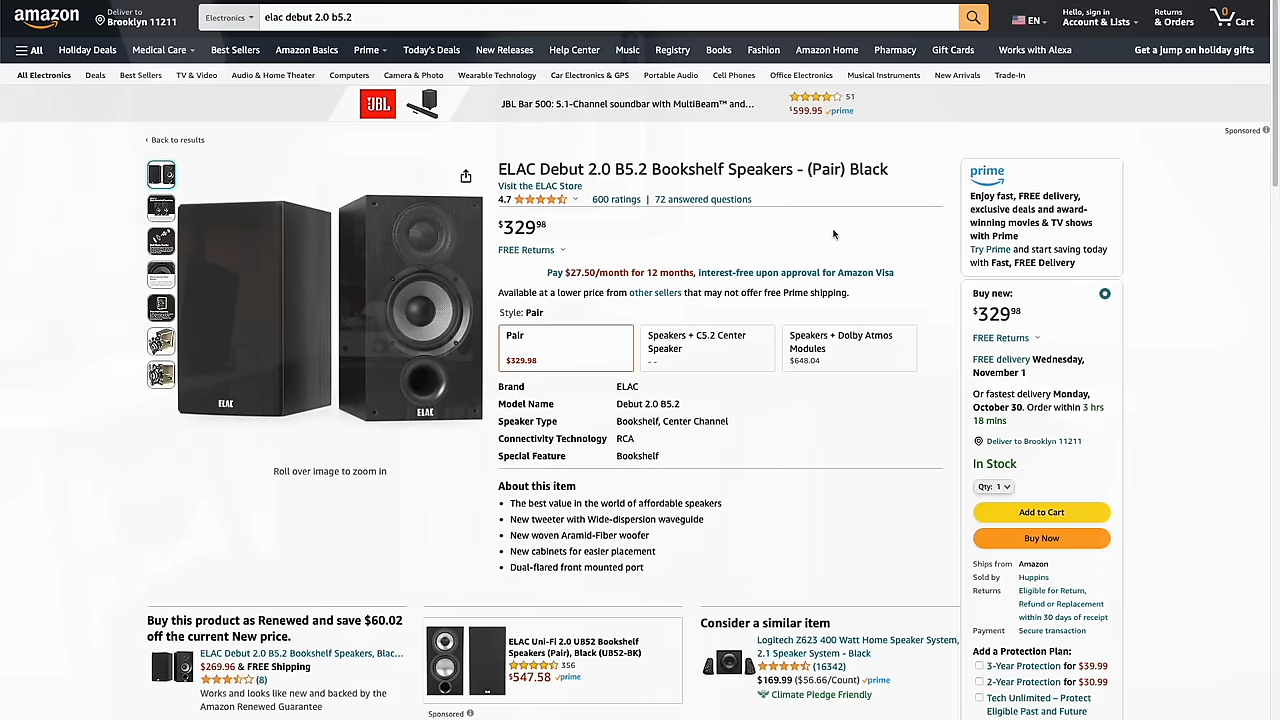 amazon
Deliver to
Brooklyn 11211
Electronics
elac debut 2.0 b5.2
EN
Hello, sign in
Account & Lists
Returns
& Orders
0
Cart
All
Holiday Deals
Medical Care
Best Sellers
Amazon Basics
Prime
Today's Deals
New Releases
Help Center
Music
Registry
Books
Fashion
Amazon Home
Pharmacy
Gift Cards
Works with Alexa
Get a jump on holiday gifts
All Electronics
Deals
Best Sellers
TV & Video
Audio & Home Theater
Computers
Camera & Photo
Wearable Technology
Car Electronics & GPS
Portable Audio
Cell Phones
Office Electronics
Musical Instruments
New Arrivals
Trade-In
JBL
JBL Bar 500: 5.1-Channel soundbar with MultiBeam™ and...
51
$599.95 prime
Sponsored
‹ Back to results
ELAC
ELAC
Roll over image to zoom in
ELAC Debut 2.0 B5.2 Bookshelf Speakers - (Pair) Black
Visit the ELAC Store
4.7
600 ratings | 72 answered questions
$329.98
FREE Returns
Pay $27.50/month for 12 months, interest-free upon approval for Amazon Visa
Available at a lower price from other sellers that may not offer free Prime shipping.
Style: Pair
Pair
$329.98
Speakers + C5.2 Center
Speaker
- -
Speakers + Dolby Atmos
Modules
$648.04
Brand ELAC
Model Name Debut 2.0 B5.2
Speaker Type Bookshelf, Center Channel
Connectivity Technology RCA
Special Feature Bookshelf
About this item
• The best value in the world of affordable speakers
• New tweeter with Wide-dispersion waveguide
• New woven Aramid-Fiber woofer
• New cabinets for easier placement
• Dual-flared front mounted port
prime
Enjoy fast, FREE delivery,
exclusive deals and award-
winning movies & TV shows
with Prime
Try Prime and start saving today
with Fast, FREE Delivery
Buy new:
$329.98
FREE Returns
FREE delivery Wednesday,
November 1
Or fastest delivery Monday,
October 30. Order within 3 hrs
18 mins
Deliver to Brooklyn 11211
In Stock
Qty: 1
Add to Cart
Buy Now
Ships from Amazon
Sold by Huppins
Returns Eligible for Return,
Refund or Replacement
within 30 days of receipt
Payment Secure transaction
Add a Protection Plan:
3-Year Protection for $39.99
2-Year Protection for $30.99
Tech Unlimited – Protect
Eligible Past and Future
Buy this product as Renewed and save $60.02
off the current New price.
ELAC Debut 2.0 B5.2 Bookshelf Speakers, Blac...
$269.96 & FREE Shipping
(8)
Works and looks like new and backed by the
Amazon Renewed Guarantee
ELAC Uni-Fi 2.0 UB52 Bookshelf
Speakers (Pair), Black (UB52-BK)
356
$547.58 prime
Sponsored
Consider a similar item
Logitech Z623 400 Watt Home Speaker System,
2.1 Speaker System - Black
(16342)
$169.99 ($56.66/Count) prime
Climate Pledge Friendly